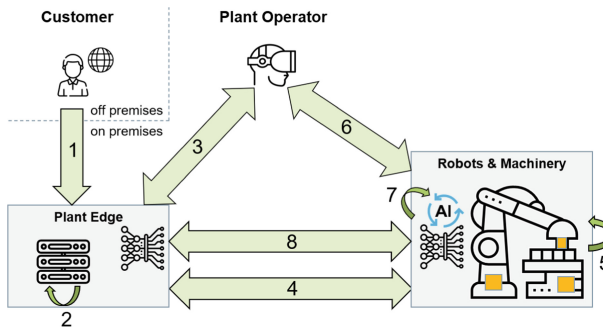 Customer
Plant Operator
off premises
on premises
1
3
6
Robots & Machinery
7
AI
Plant Edge
8
5
4
2